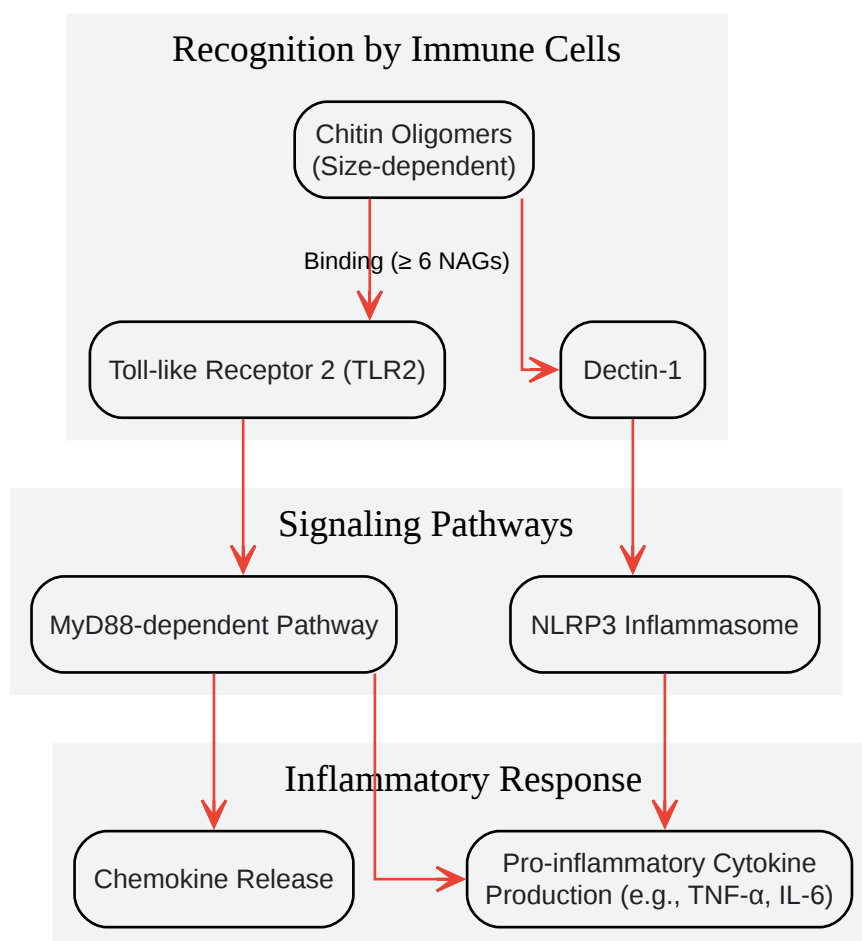 Recognition by Immune Cells
Chitin Oligomers
(Size-dependent)
Binding (≥ 6 NAGs)
Toll-like Receptor 2 (TLR2)
Dectin-1
Signaling Pathways
MyD88-dependent Pathway
NLRP3 Inflammasome
Inflammatory Response
Chemokine Release
Pro-inflammatory Cytokine
Production (e.g., TNF-α, IL-6)